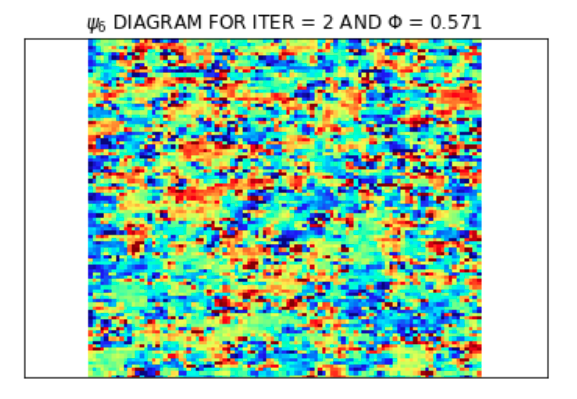 ψ₆ DIAGRAM FOR ITER = 2 AND Φ = 0.571